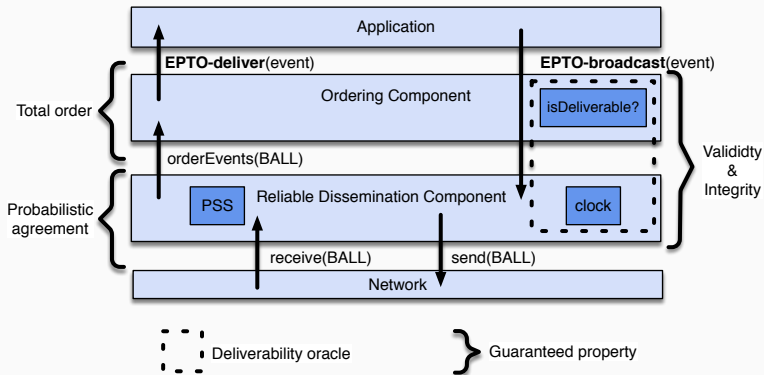 Application
EPTO-deliver(event)
EPTO-broadcast(event)
Total order
Ordering Component
isDeliverable?
orderEvents(BALL)
Validity
&
Integrity
Probabilistic
agreement
PSS
Reliable Dissemination Component
clock
receive(BALL)
send(BALL)
Network
Deliverability oracle
Guaranteed property